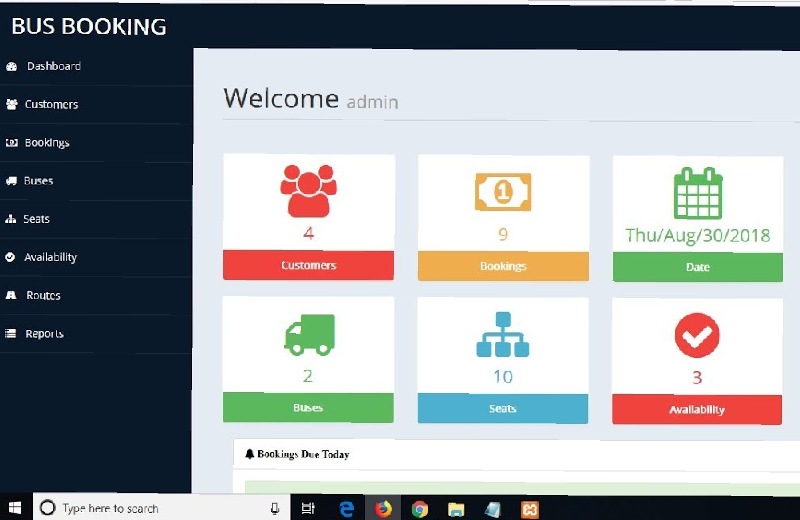 BUS BOOKING
Dashboard
Customers
Bookings
Buses
Seats
Availability
Routes
Reports
Welcome admin
4
Customers
1
9
Bookings
Thu/Aug/30/2018
Date
2
Buses
10
Seats
3
Availability
Bookings Due Today
Type here to search